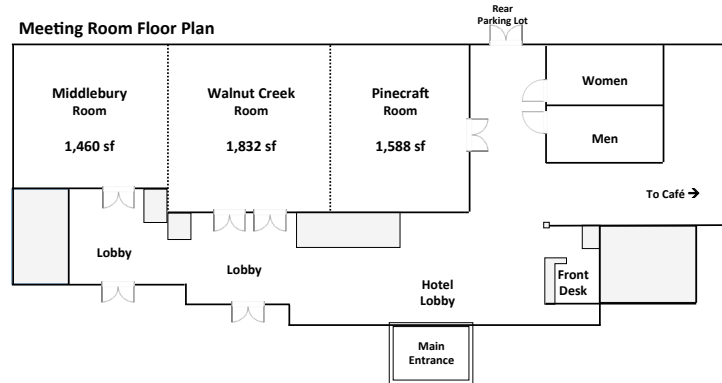 Rear
Parking Lot
Meeting Room Floor Plan
Middlebury
Room
1,460 sf
Walnut Creek
Room
1,832 sf
Pinecraft
Room
1,588 sf
Women
Men
To Café →
Lobby
Lobby
Hotel
Lobby
Front
Desk
Main
Entrance